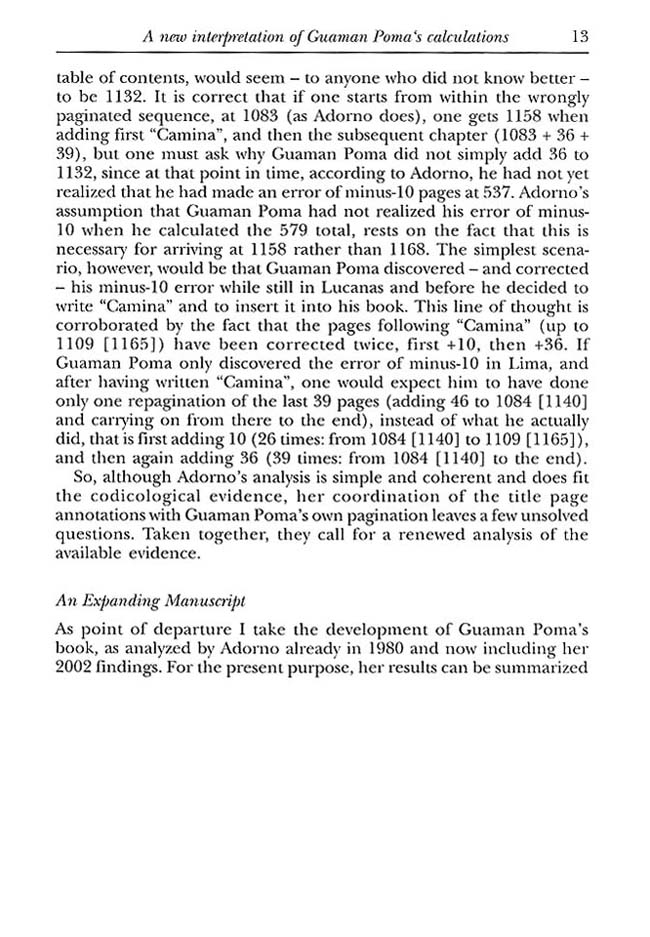 A new interpretation of Guaman Poma‘s calculations 13
table of contents, would seem – to anyone who did not know better –
to be 1132. It is correct that if one starts from within the wrongly
paginated sequence, at 1083 (as Adorno does), one gets 1158 when
adding first “Camina”, and then the subsequent chapter (1083 + 36 +
39), but one must ask why Guaman Poma did not simply add 36 to
1132, since at that point in time, according to Adorno, he had not yet
realized that he had made an error of minus-10 pages at 537. Adorno’s
assumption that Guaman Poma had not realized his error of minus-
10 when he calculated the 579 total, rests on the fact that this is
necessary for arriving at 1158 rather than 1168. The simplest scena-
rio, however, would be that Guaman Poma discovered – and corrected
– his minus-10 error while still in Lucanas and before he decided to
write “Camina” and to insert it into his book. This line of thought is
corroborated by the fact that the pages following “Camina” (up to
1109 [1165]) have been corrected twice, first +10, then +36. If
Guaman Poma only discovered the error of minus-10 in Lima, and
after having written “Camina”, one would expect him to have done
only one repagination of the last 39 pages (adding 46 to 1084 [1140]
and carrying on from there to the end), instead of what he actually
did, that is first adding 10 (26 times: from 1084 [1140] to 1109 [1165]),
and then again adding 36 (39 times: from 1084 [1140] to the end).
So, although Adorno’s analysis is simple and coherent and does fit
the codicological evidence, her coordination of the title page
annotations with Guaman Poma’s own pagination leaves a few unsolved
questions. Taken together, they call for a renewed analysis of the
available evidence.
An Expanding Manuscript
As point of departure I take the development of Guaman Poma’s
book, as analyzed by Adorno already in 1980 and now including her
2002 findings. For the present purpose, her results can be summarized